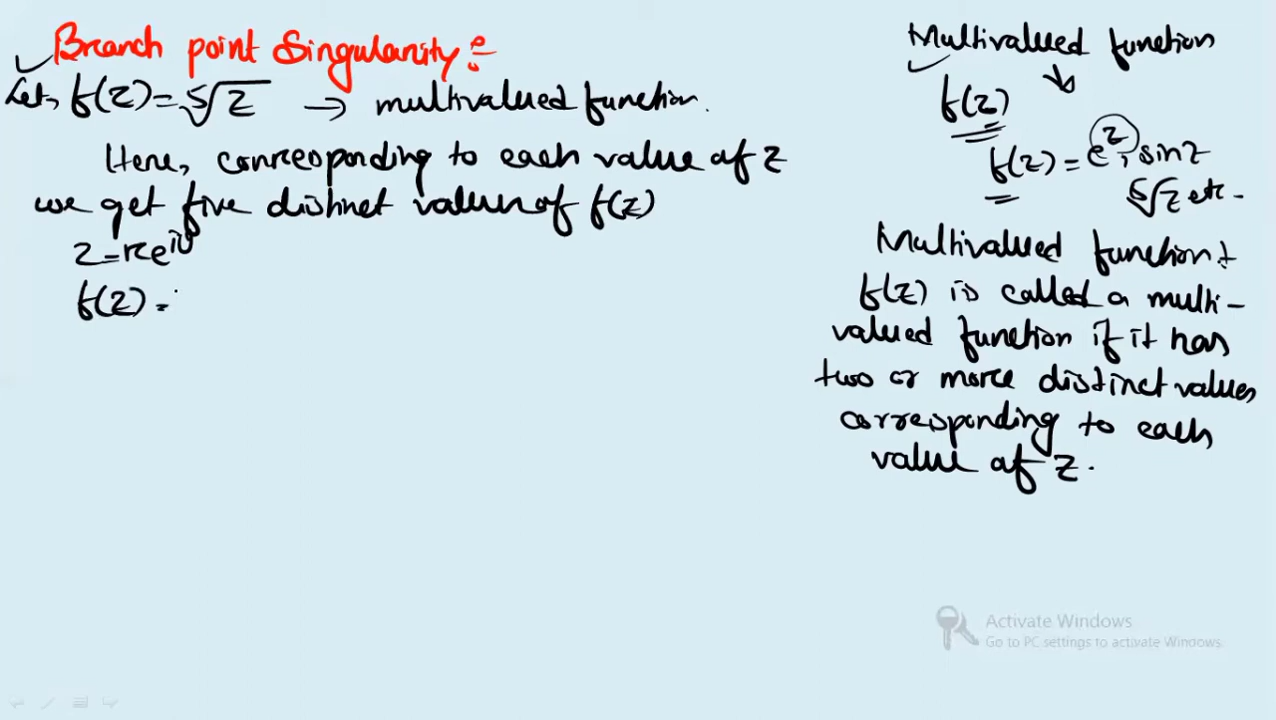 Branch point Singularity:
Let, f(z) = ⁵√z → multivalued function.
Here, corresponding to each value of z
we get five distinct values of f(z)
z = re^iθ
f(z) =
Multivalued function
f(z)
f(z) = e^z, sin z
⁵√z etc.
Multivalued function:
f(z) is called a multi-
valued function if it has
two or more distinct values
corresponding to each
value of z.
Activate Windows
Go to PC settings to activate Windows.